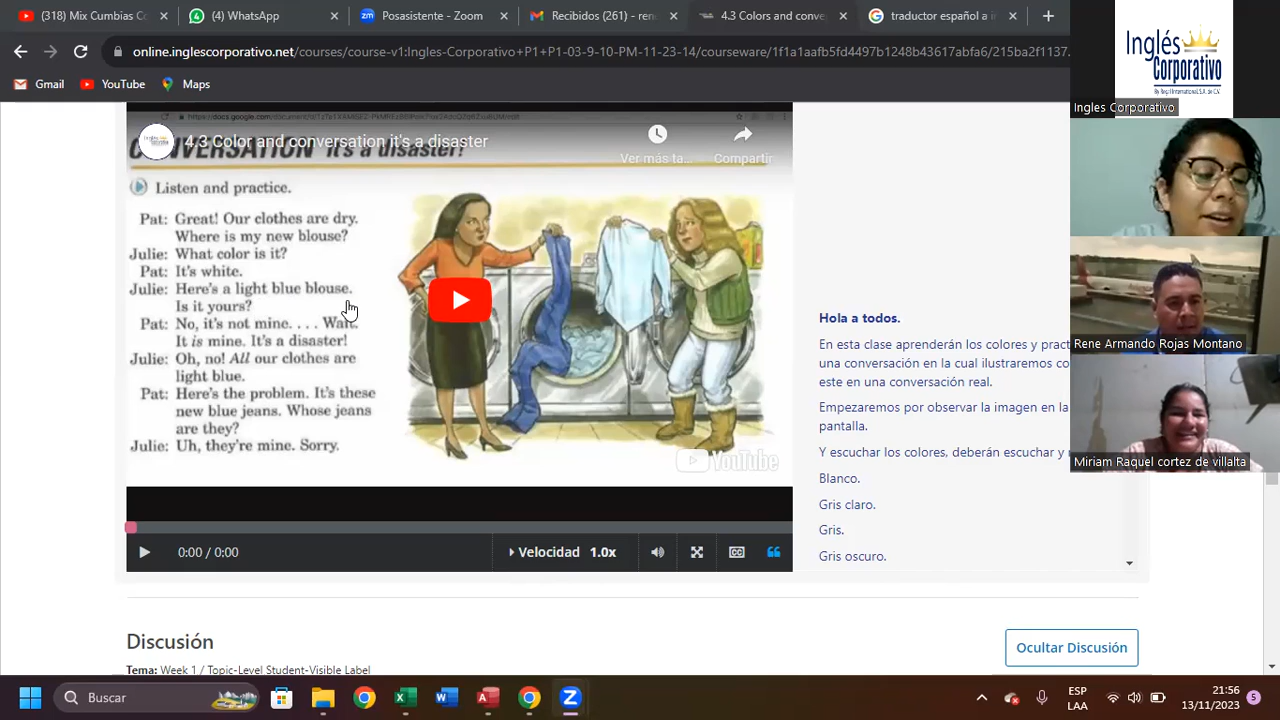 (318) Mix Cumbias Co
(4) WhatsApp
Posasistente - Zoom
Recibidos (261) - ren
4.3 Colors and conve
traductor español a i
online.inglescorporativo.net/courses/course-v1:Ingles-Corp
+P1+P1-03-9-10-PM-11-23-14/courseware/1f1a1aafb5fd4497b1248b43617abfa6/215ba2f1137.
Gmail
YouTube
Maps
4.3 Color and conversation it's a disaster
Ver más ta...
Compartir
CONVERSATION It's a disaster!
Listen and practice.
Pat: Great! Our clothes are dry.
Where is my new blouse?
Julie: What color is it?
Pat: It's white.
Julie: Here's a light blue blouse.
Is it yours?
Pat: No, it's not mine. . . . Wait.
It is mine. It's a disaster!
Julie: Oh, no! All our clothes are
light blue.
Pat: Here's the problem. It's these
new blue jeans. Whose jeans
are they?
Julie: Uh, they're mine. Sorry.
YouTube
0:00 / 0:00
Velocidad 1.0x
Hola a todos.
En esta clase aprenderán los colores y pract
una conversación en la cual ilustraremos co
este en una conversación real.
Empezaremos por observar la imagen en la
pantalla.
Y escuchar los colores, deberán escuchar y
Blanco.
Gris claro.
Gris.
Gris oscuro.
Discusión
Ocultar Discusión
Tema: Week 1 / Topic-Level Student-Visible Label
Inglés
Corporativo
Ingles Corporativo
Rene Armando Rojas Montano
Miriam Raquel cortez de villalta
Buscar
ESP
LAA
21:56
13/11/2023
5